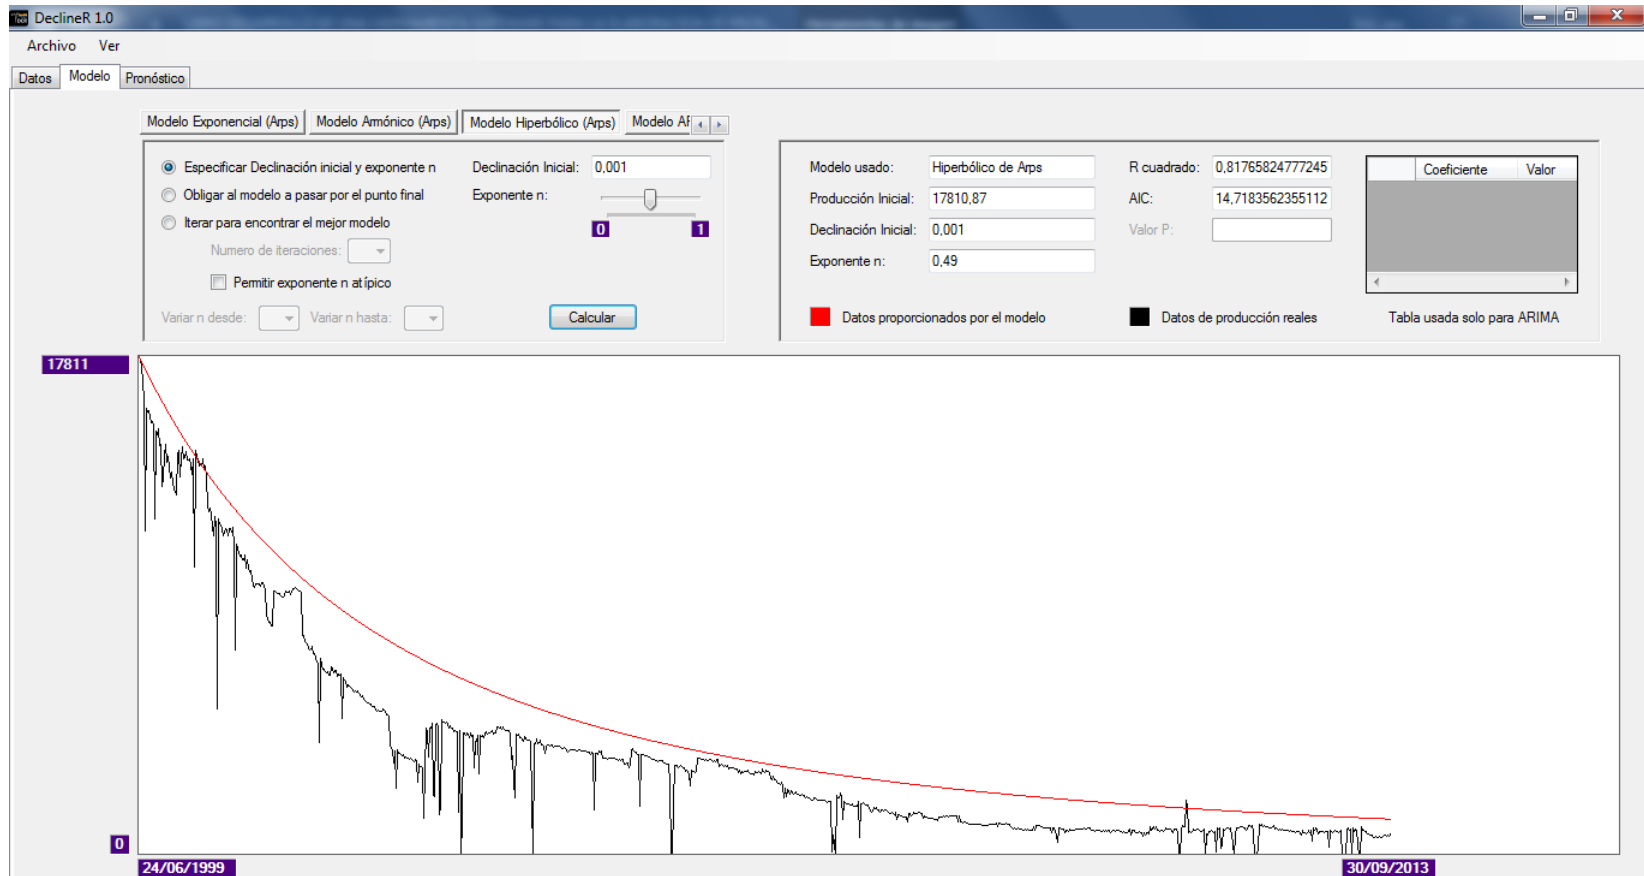 DeclineR 1.0
Archivo Ver
Datos Modelo Pronóstico
Modelo Exponencial (Arps) Modelo Armónico (Arps) Modelo Hiperbólico (Arps) Modelo AF
Especificar Declinación inicial y exponente n Declinación Inicial: 0,001
Obligar al modelo a pasar por el punto final Exponente n:
Iterar para encontrar el mejor modelo 0 1
Numero de iteraciones:
Permitir exponente n atípico
Variar n desde: Variar n hasta: Calcular
Modelo usado: Hiperbólico de Arps R cuadrado: 0,81765824777245 Coeficiente Valor
Producción Inicial: 17810,87 AIC: 14,7183562355112
Declinación Inicial: 0,001 Valor P:
Exponente n: 0,49
Datos proporcionados por el modelo Datos de producción reales Tabla usada solo para ARIMA
17811
0
24/06/1999 30/09/2013